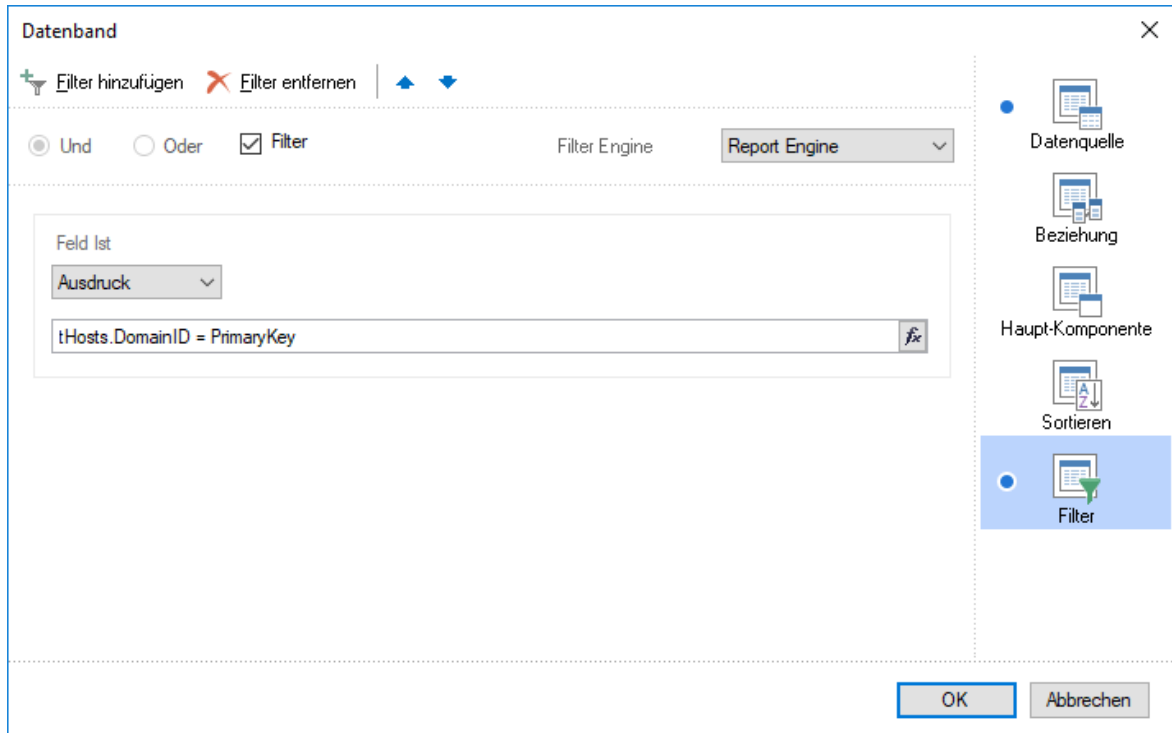 Datenband
Filter hinzufügen Filter entfernen
Und Oder Filter Filter Engine Report Engine
Feld Ist
Ausdruck
tHosts.DomainID = PrimaryKey fx
Datenquelle
Beziehung
Haupt-Komponente
A
Z
Sortieren
Filter
OK Abbrechen